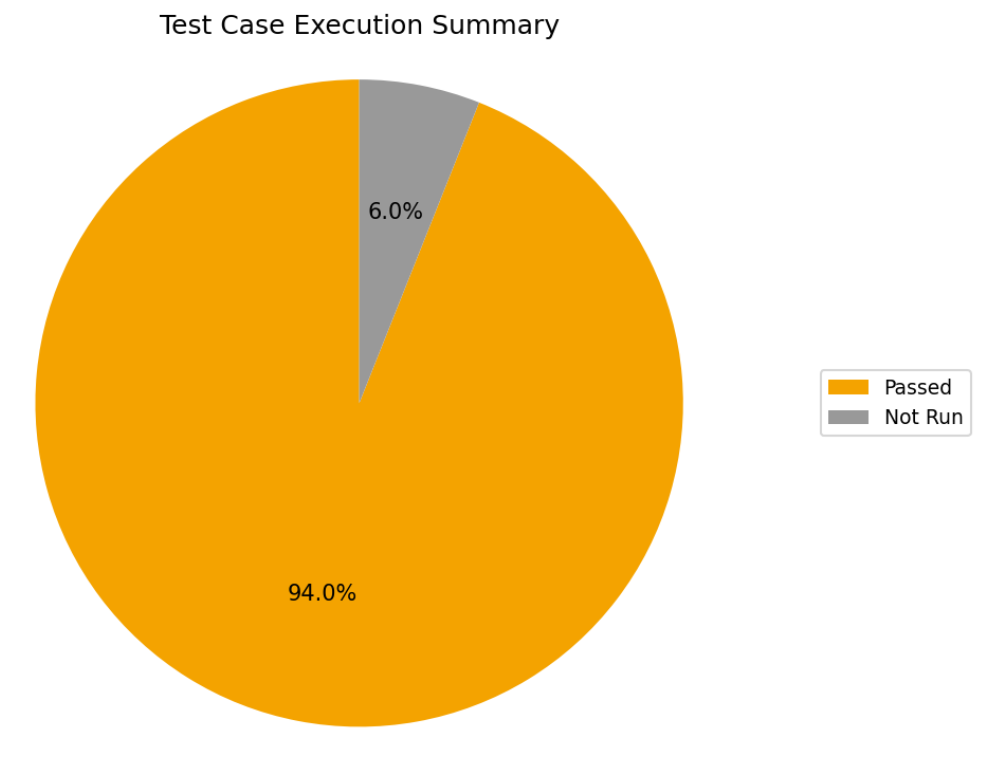 Test Case Execution Summary
6.0%
Passed
Not Run
94.0%